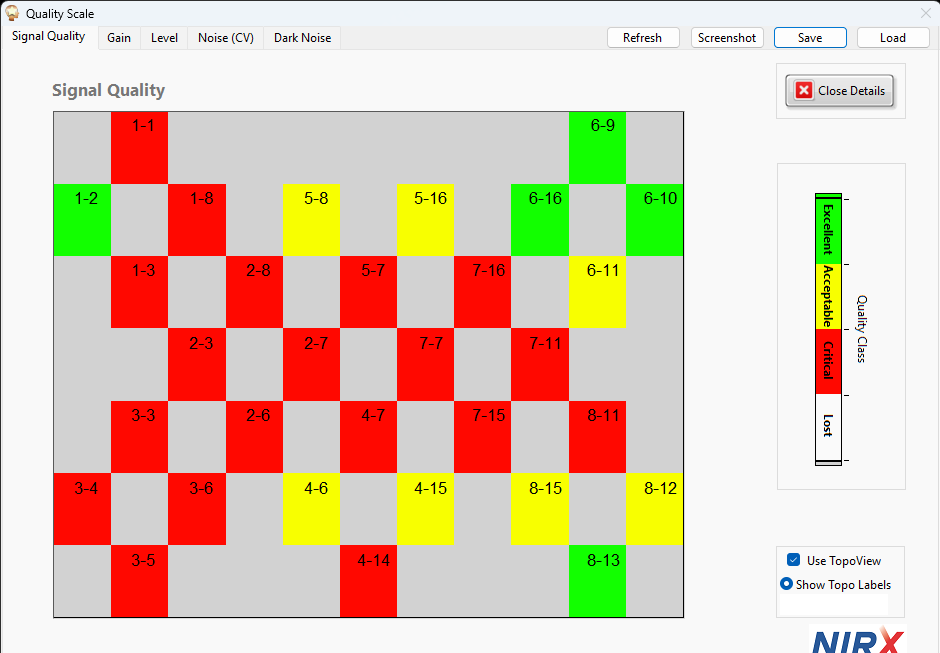 Quality Scale
Signal Quality Gain Level Noise (CV) Dark Noise Refresh Screenshot Save Load
Signal Quality
Close Details
1-1 6-9
1-2 1-8 5-8 5-16 6-16 6-10
1-3 2-8 5-7 7-16 6-11
2-3 2-7 7-7 7-11
3-3 2-6 4-7 7-15 8-11
3-4 3-6 4-6 4-15 8-15 8-12
3-5 4-14 8-13
Excellent
Acceptable
Critical
Lost
Quality Class
Use TopoView
Show Topo Labels
NIRX